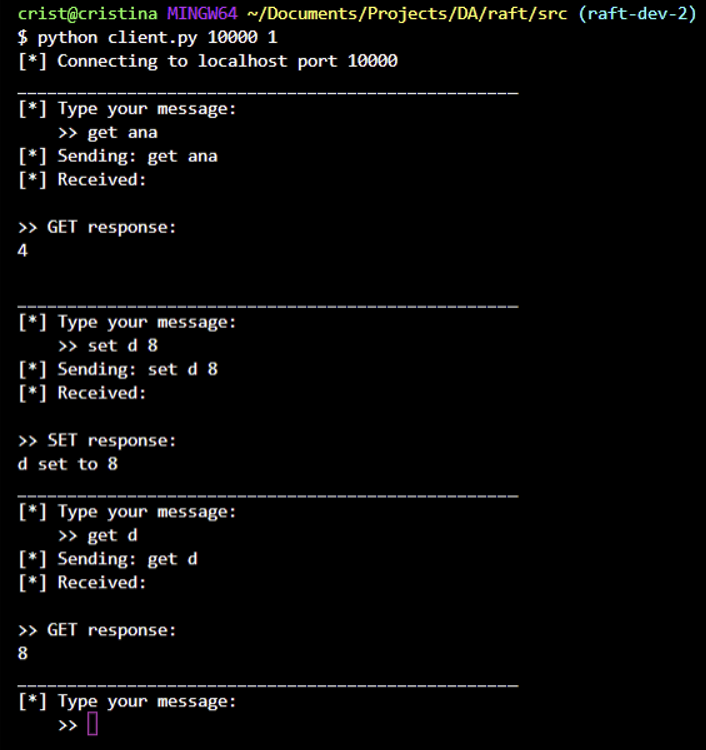 crist@cristina MINGW64 ~/Documents/Projects/DA/raft/src (raft-dev-2)
$ python client.py 10000 1
[*] Connecting to localhost port 10000
__________________________________________________
[*] Type your message:
    >> get ana
[*] Sending: get ana
[*] Received:

>> GET response:
4


__________________________________________________
[*] Type your message:
    >> set d 8
[*] Sending: set d 8
[*] Received:

>> SET response:
d set to 8
__________________________________________________
[*] Type your message:
    >> get d
[*] Sending: get d
[*] Received:

>> GET response:
8
__________________________________________________
[*] Type your message:
    >>